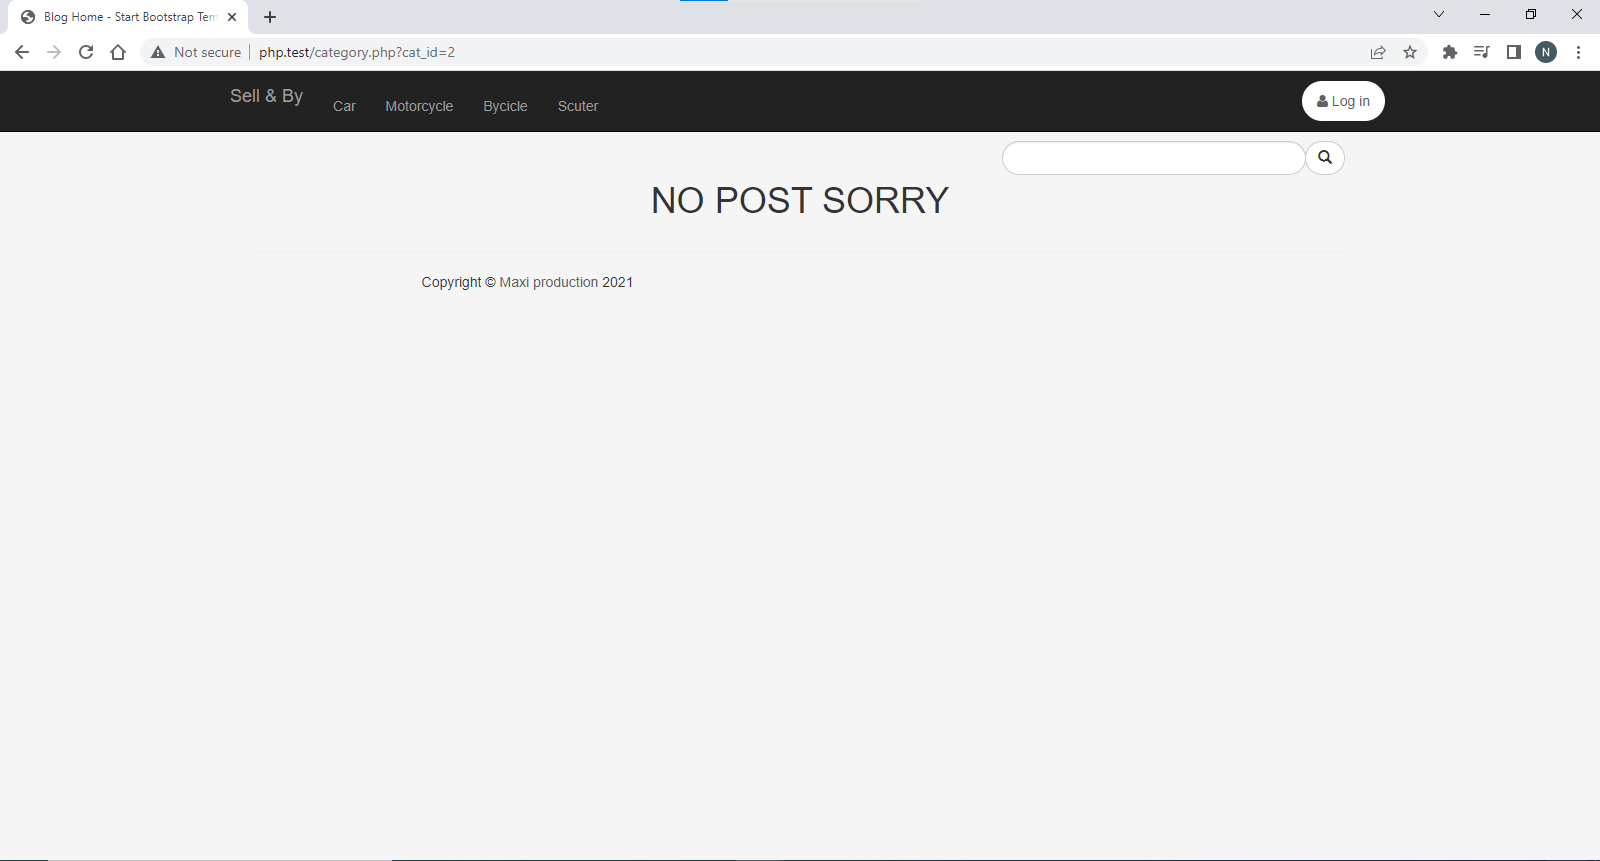 Blog Home - Start Bootstrap Tem
Not secure php.test/category.php?cat_id=2
N
Sell & By Car Motorcycle Bycicle Scuter Log in
NO POST SORRY
Copyright © Maxi production 2021